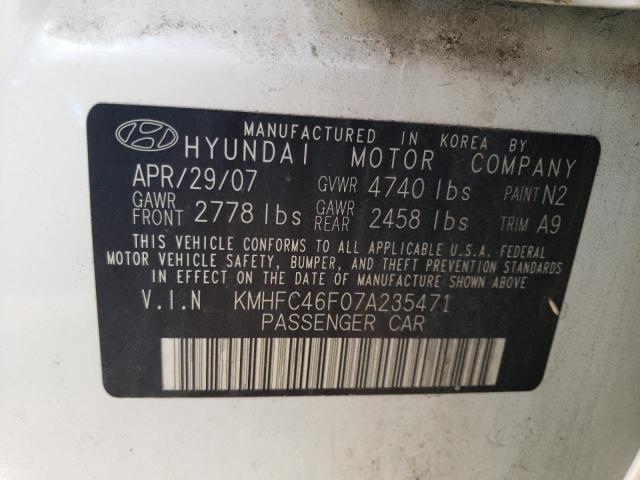 MANUFACTURED IN KOREA BY
HYUNDAI MOTOR COMPANY
APR/29/07 GVWR 4740 lbs PAINT N2
GAWR FRONT 2778 lbs GAWR REAR 2458 lbs TRIM A9
THIS VEHICLE CONFORMS TO ALL APPLICABLE U.S.A. FEDERAL
MOTOR VEHICLE SAFETY, BUMPER, AND THEFT PREVENTION STANDARDS
IN EFFECT ON THE DATE OF MANUFACTURE SHOWN ABOVE
V.I.N KMHFC46F07A235471
PASSENGER CAR